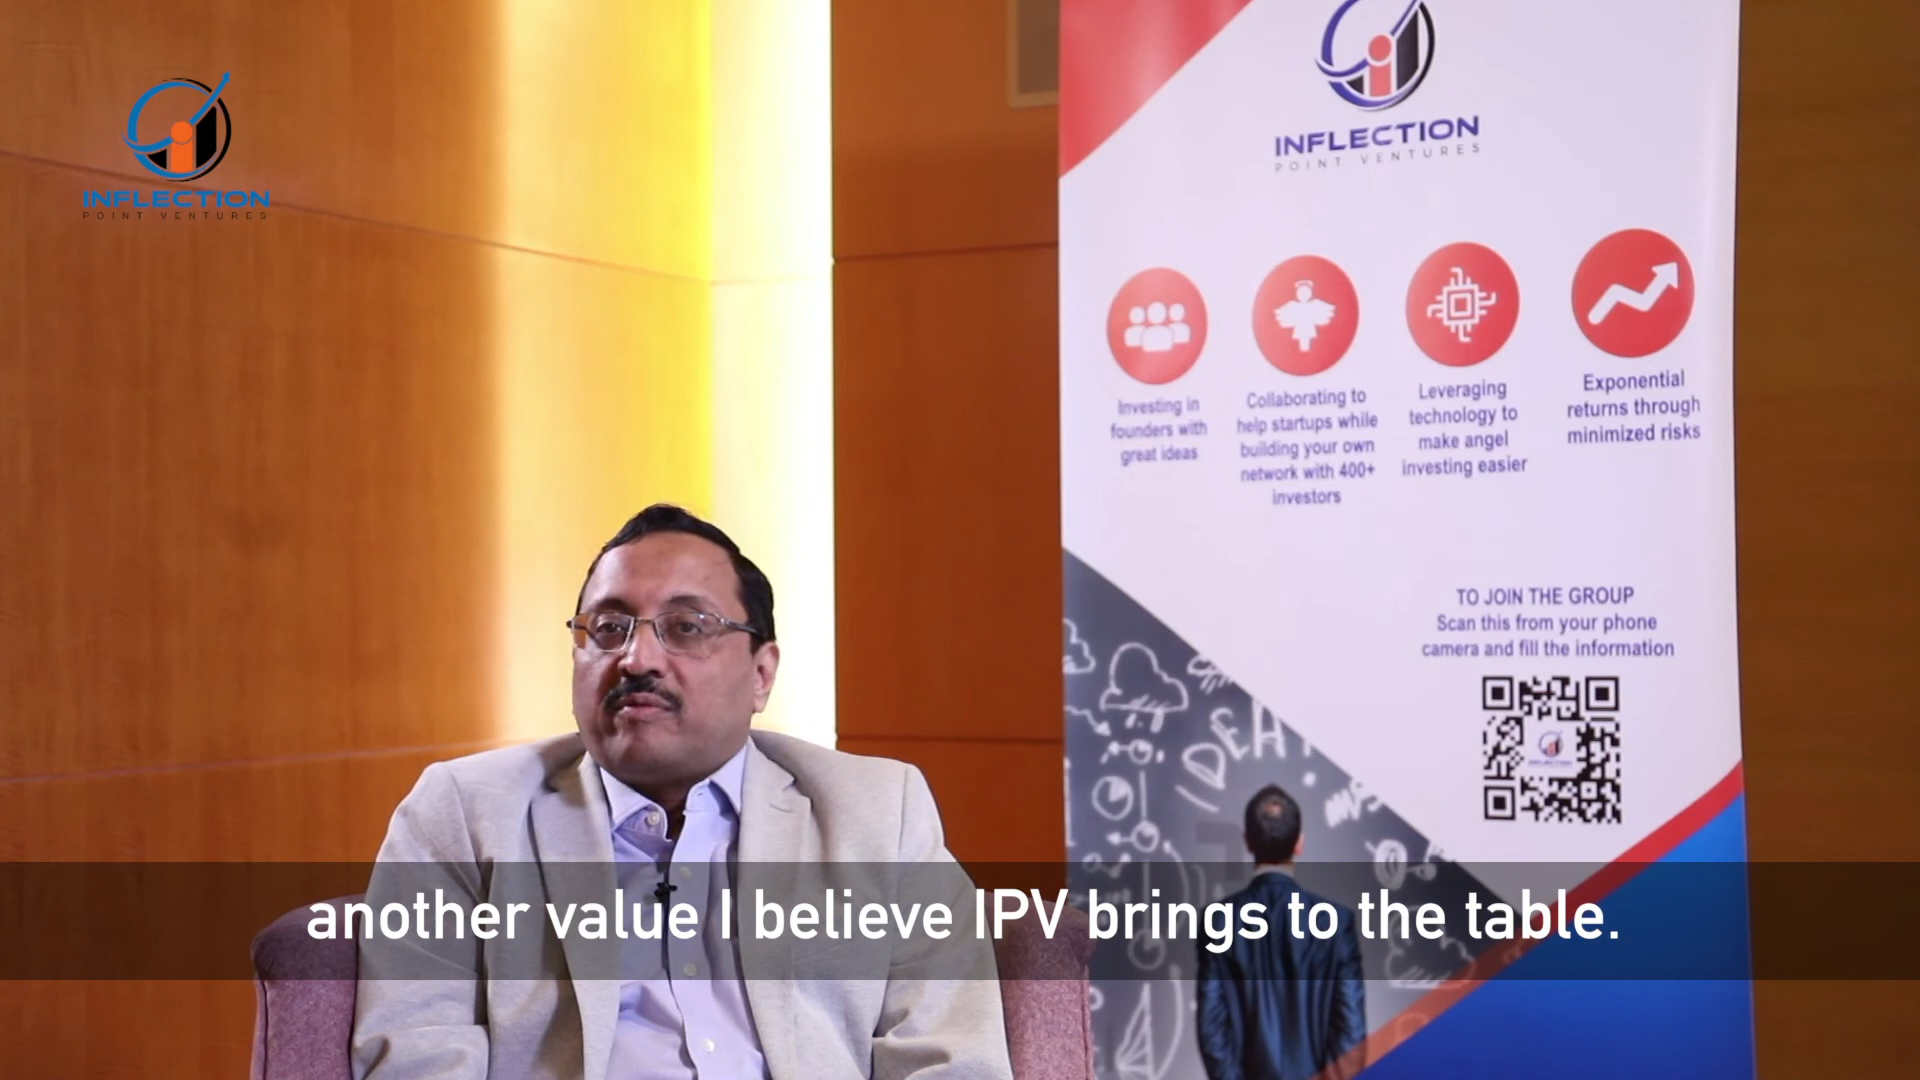 INFLECTION
POINT VENTURES
INFLECTION
POINT VENTURES
Investing in
founders with
great ideas
Collaborating to
help startups while
building your own
network with 400+
investors
Leveraging
technology to
make angel
investing easier
Exponential
returns through
minimized risks
TO JOIN THE GROUP
Scan this from your phone
camera and fill the information
IDEA
another value I believe IPV brings to the table.